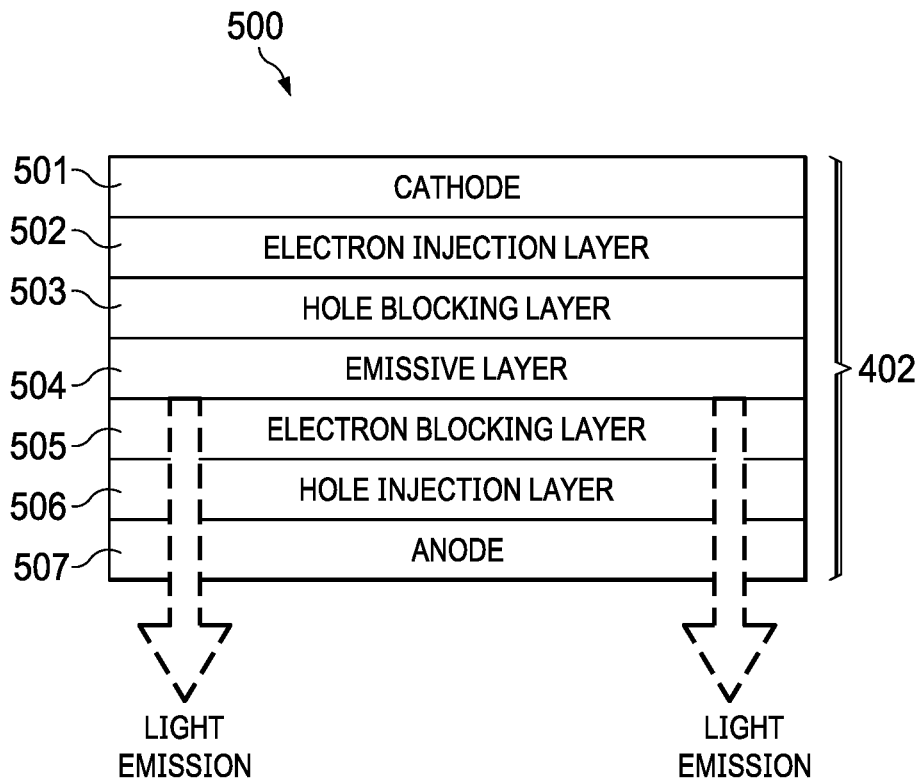 500
501
CATHODE
502
ELECTRON INJECTION LAYER
503
HOLE BLOCKING LAYER
504
EMISSIVE LAYER
402
505
ELECTRON BLOCKING LAYER
506
HOLE INJECTION LAYER
507
ANODE
LIGHT
EMISSION
LIGHT
EMISSION